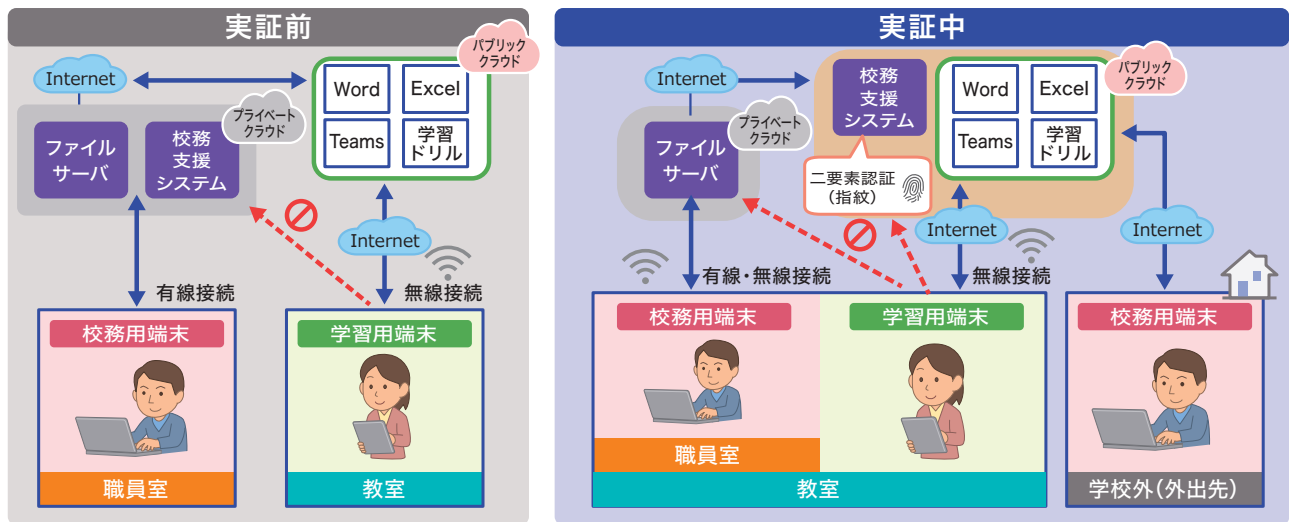 実証前
パブリック
クラウド
Internet
Word
Excel
Teams
学習
ドリル
プライベート
クラウド
ファイル
サーバ
校務
支援
システム
Internet
有線接続
無線接続
校務用端末
職員室
学習用端末
教室
実証中
パブリック
クラウド
Internet
校務
支援
システム
Word
Excel
Teams
学習
ドリル
プライベート
クラウド
ファイル
サーバ
二要素認証
（指紋）
Internet
Internet
有線・無線接続
無線接続
校務用端末
職員室
学習用端末
教室
校務用端末
学校外（外出先）